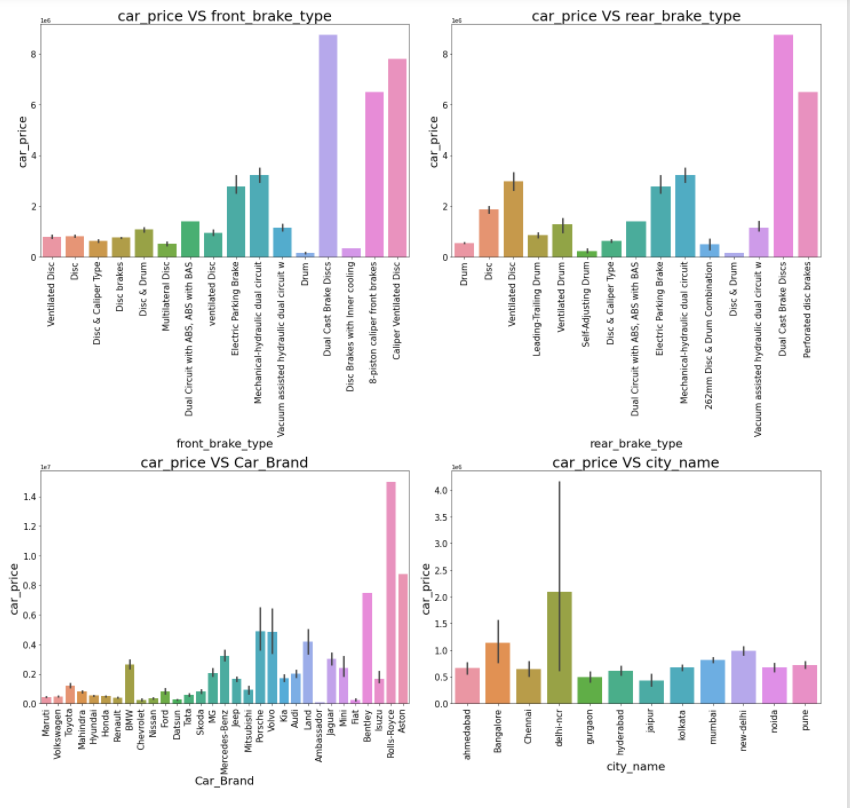 car_price VS front_brake_type
1e6
8
6
4
2
0
car_price
Ventilated Disc
Disc
Disc & Caliper Type
Disc brakes
Disc & Drum
Multilateral Disc
Dual Circuit with ABS, ABS with BAS
ventilated Disc
Electric Parking Brake
Mechanical-hydraulic dual circuit
Vacuum assisted hydraulic dual circuit w
Drum
Dual Cast Brake Discs
Disc Brakes with Inner cooling
8-piston caliper front brakes
Caliper Ventilated Disc
front_brake_type
car_price VS rear_brake_type
1e6
8
6
4
2
0
car_price
Drum
Disc
Ventilated Disc
Leading-Trailing Drum
Ventilated Drum
Self-Adjusting Drum
Disc & Caliper Type
Dual Circuit with ABS, ABS with BAS
Electric Parking Brake
Mechanical-hydraulic dual circuit
262mm Disc & Drum Combination
Disc & Drum
Vacuum assisted hydraulic dual circuit w
Dual Cast Brake Discs
Perforated disc brakes
rear_brake_type
car_price VS Car_Brand
1e7
1.4
1.2
1.0
0.8
0.6
0.4
0.2
0.0
car_price
Maruti
Volkswagen
Toyota
Mahindra
Hyundai
Honda
Renault
BMW
Chevrolet
Nissan
Ford
Datsun
Tata
Skoda
MG
Mercedes-Benz
Jeep
Mitsubishi
Porsche
Volvo
Kia
Audi
Land
Ambassador
Jaguar
Mini
Fiat
Bentley
Isuzu
Rolls-Royce
Aston
Car_Brand
car_price VS city_name
1e6
4.0
3.5
3.0
2.5
2.0
1.5
1.0
0.5
0.0
car_price
ahmedabad
Bangalore
Chennai
delhi-ncr
gurgaon
hyderabad
jaipur
kolkata
mumbai
new-delhi
noida
pune
city_name